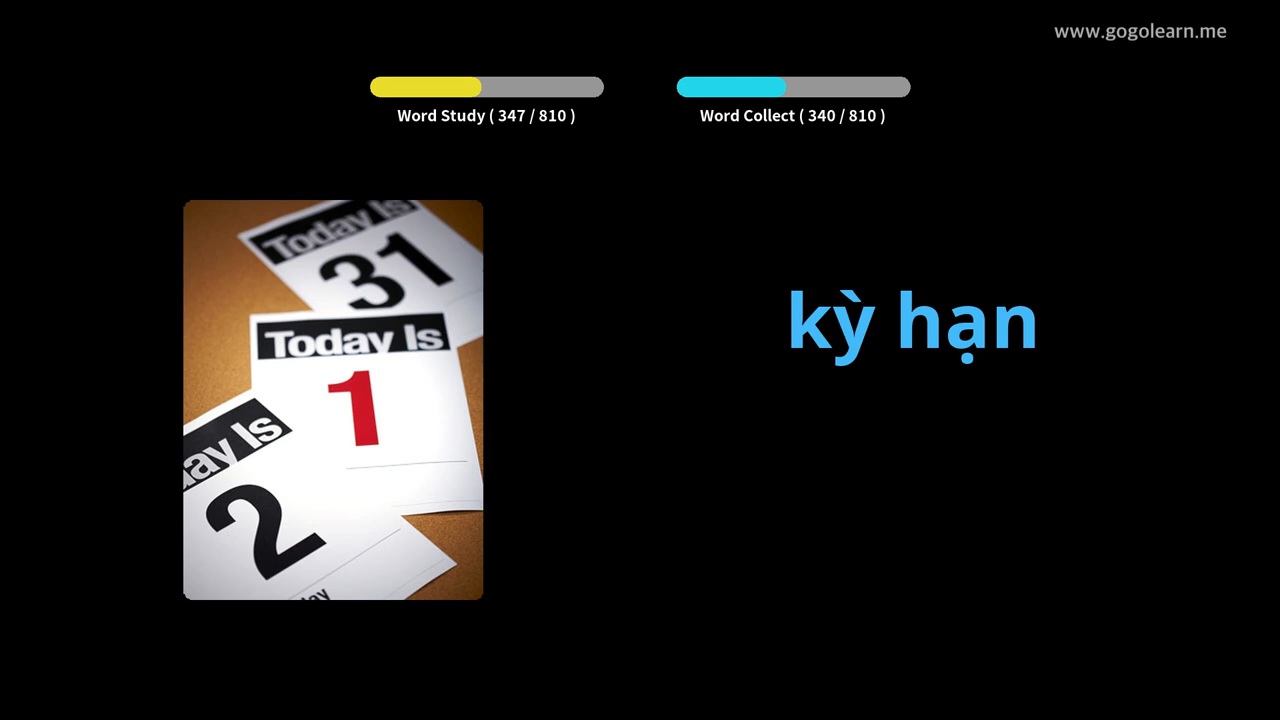 www.gogolearn.me
Word Study ( 347 / 810 )
Word Collect ( 340 / 810 )
Today Is
31
Today Is
1
day Is
2
kỳ hạn